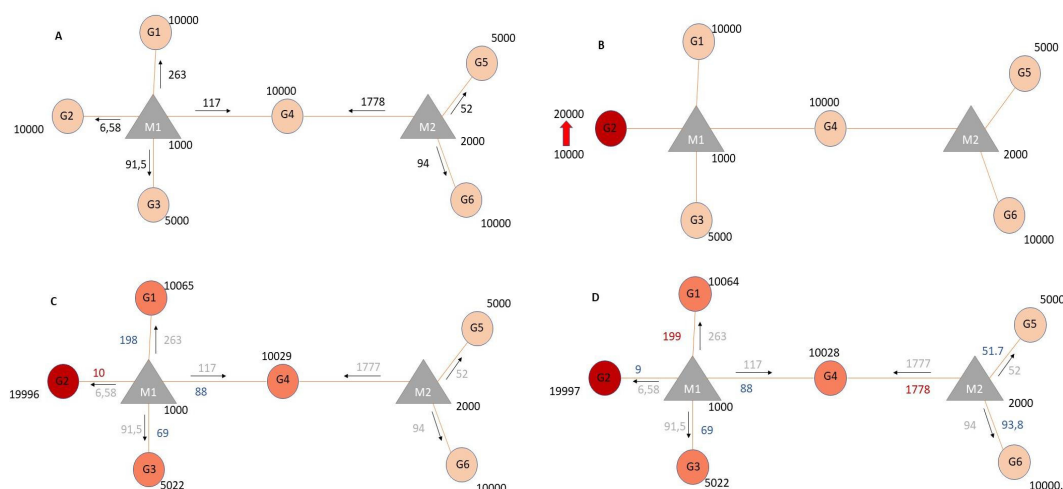 A
10000
G1
263
G2
10000
6,58
M1
1000
117
10000
G4
1778
91,5
G3
5000
5000
G5
52
M2
2000
94
G6
10000
B
10000
G1
20000
G2
10000
M1
1000
10000
G4
G3
5000
5000
G5
M2
2000
G6
10000
C
10065
G1
198
263
G2
19996
10
6,58
M1
1000
117
88
10029
G4
1777
91,5
69
G3
5022
5000
G5
52
M2
2000
94
G6
10000
D
10064
G1
199
263
G2
19997
9
6,58
M1
1000
117
88
10028
G4
1777
1778
91,5
69
G3
5022
5000
G5
51.7
52
M2
2000
94
93,8
G6
10000.